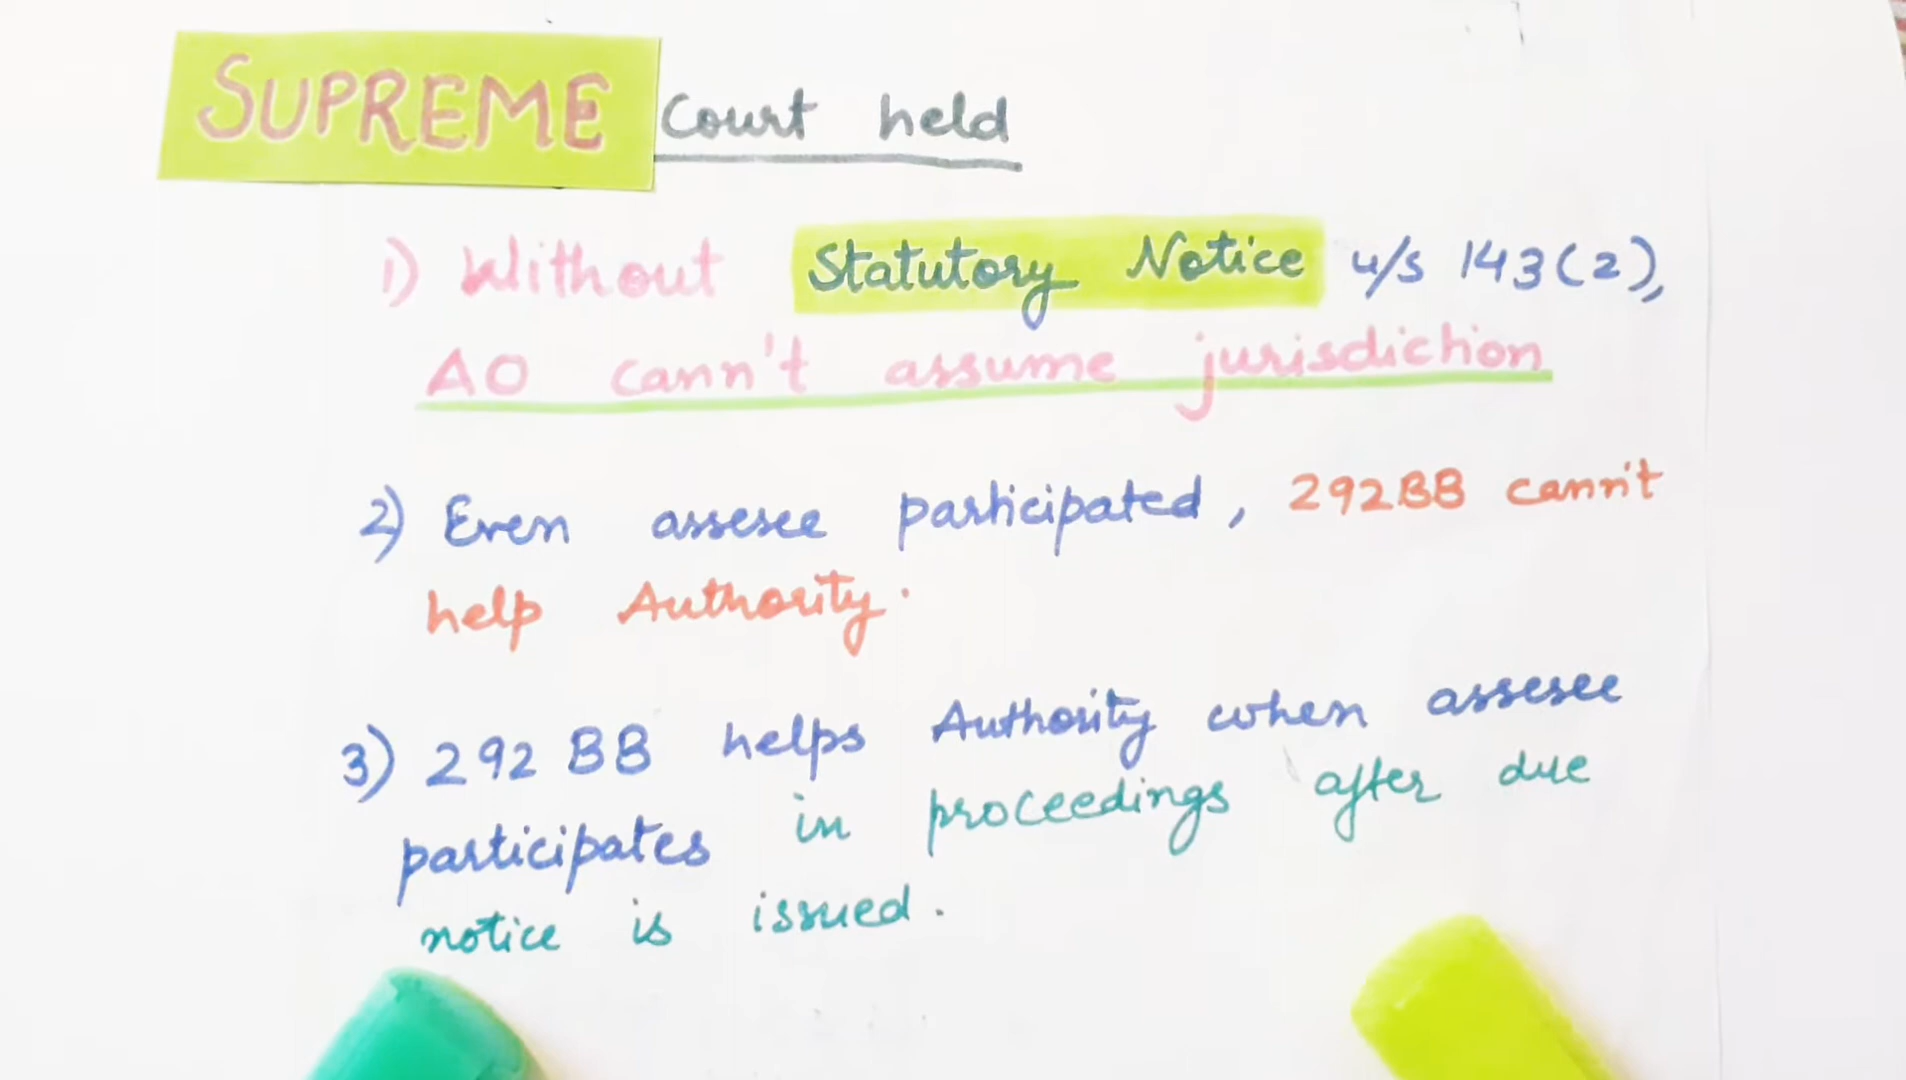 SUPREME Court held
1) Without Statutory Notice u/s 143(2),
AO cann't assume jurisdiction
2) Even assesee participated, 292BB cann't
help Authority.
3) 292 BB helps Authority when assesee
participates in proceedings after due
notice is issued.